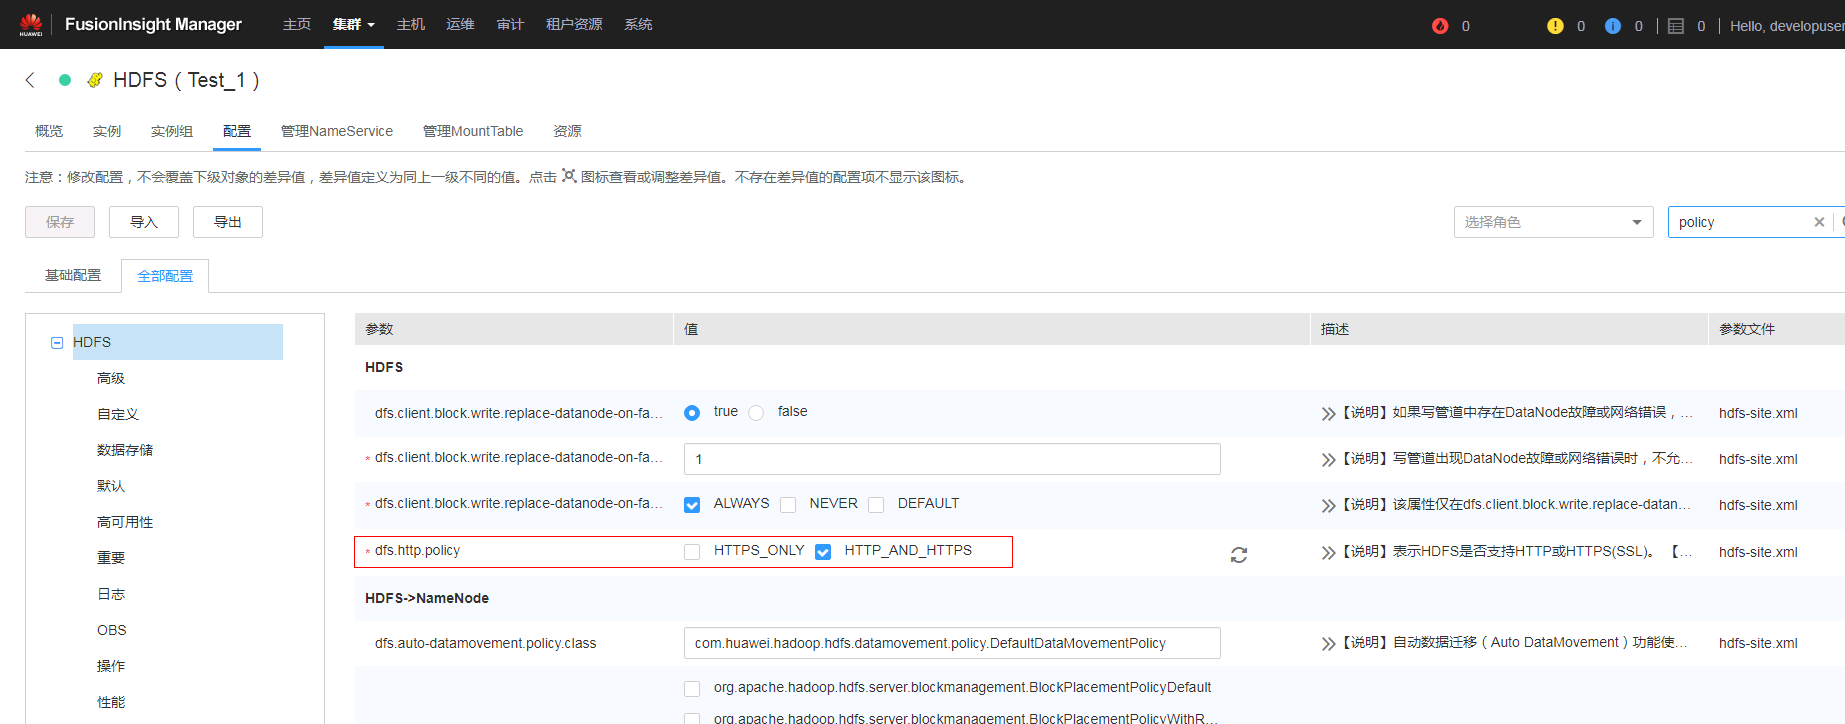 HUAWEI FusionInsight Manager 主页 集群 主机 运维 审计 租户资源 系统 0 0 0 0 Hello, developuser
HDFS（Test_1）
概览 实例 实例组 配置 管理NameService 管理MountTable 资源
注意：修改配置，不会覆盖下级对象的差异值，差异值定义为同上一级不同的值。点击 图标查看或调整差异值。不存在差异值的配置项不显示该图标。
保存 导入 导出 选择角色 policy
基础配置 全部配置
参数 值 描述 参数文件
HDFS
高级
自定义
数据存储
默认
高可用性
重要
日志
OBS
操作
性能
HDFS
dfs.client.block.write.replace-datanode-on-fa... true false 【说明】如果写管道中存在DataNode故障或网络错误，... hdfs-site.xml
* dfs.client.block.write.replace-datanode-on-fa... 1 【说明】写管道出现DataNode故障或网络错误时，不允... hdfs-site.xml
* dfs.client.block.write.replace-datanode-on-fa... ALWAYS NEVER DEFAULT 【说明】该属性仅在dfs.client.block.write.replace-datan... hdfs-site.xml
* dfs.http.policy HTTPS_ONLY HTTP_AND_HTTPS 【说明】表示HDFS是否支持HTTP或HTTPS(SSL)。 【... hdfs-site.xml
HDFS->NameNode
dfs.auto-datamovement.policy.class com.huawei.hadoop.hdfs.datamovement.policy.DefaultDataMovementPolicy 【说明】自动数据迁移（Auto DataMovement）功能使... hdfs-site.xml
org.apache.hadoop.hdfs.server.blockmanagement.BlockPlacementPolicyDefault
org.apache.hadoop.hdfs.server.blockmanagement.BlockPlacementPolicyWithR...